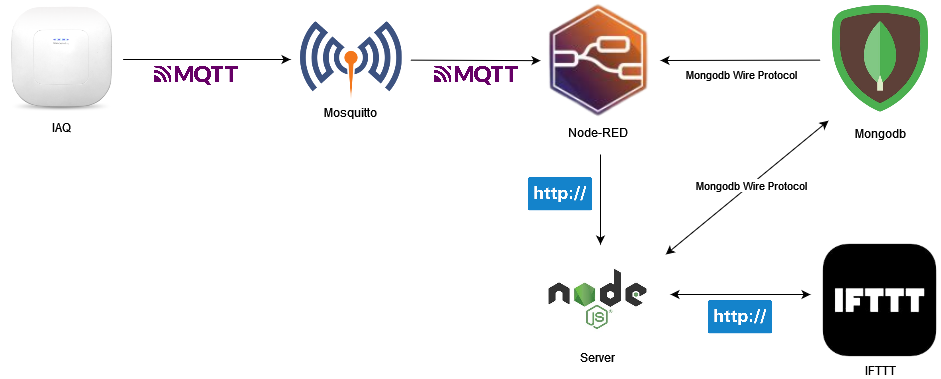 MQTT
MQTT
Mongodb Wire Protocol
IAQ
Mosquitto
Node-RED
Mongodb
http://
Mongodb Wire Protocol
node
JS
Server
http://
IFTTT
IFTTT